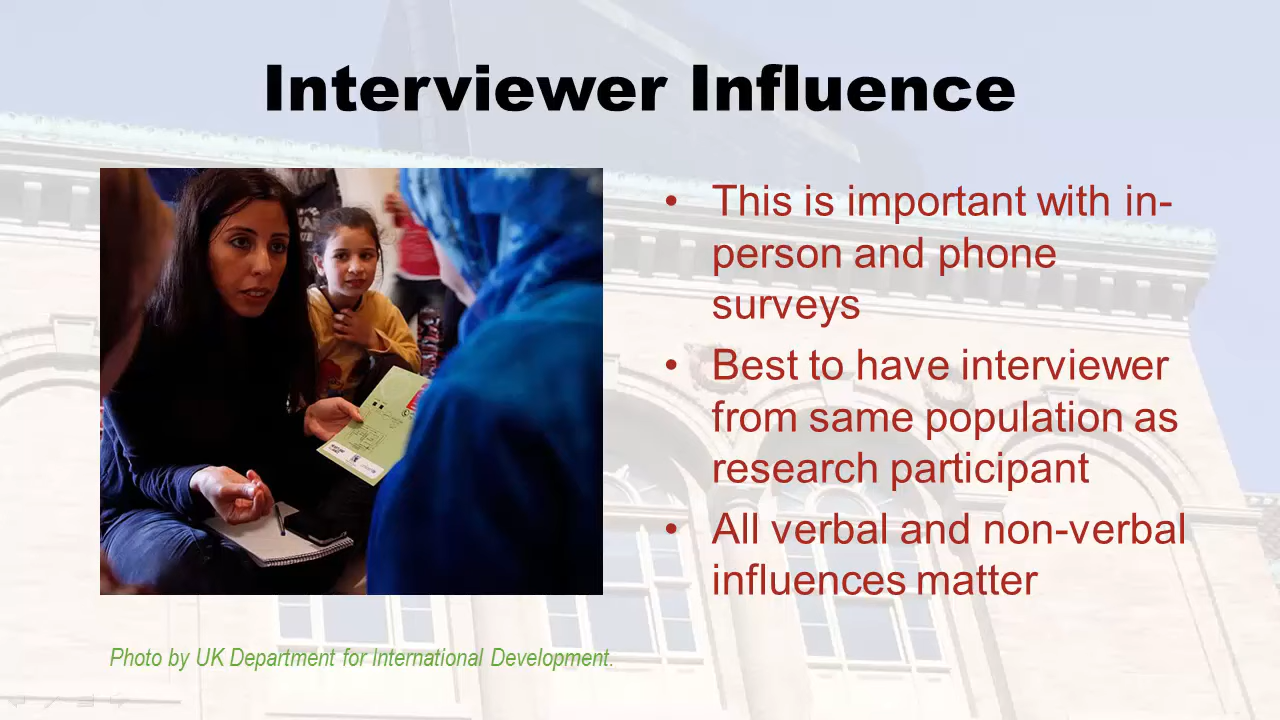 Interviewer Influence
• This is important with in-
person and phone
surveys
• Best to have interviewer
from same population as
research participant
• All verbal and non-verbal
influences matter
Photo by UK Department for International Development.